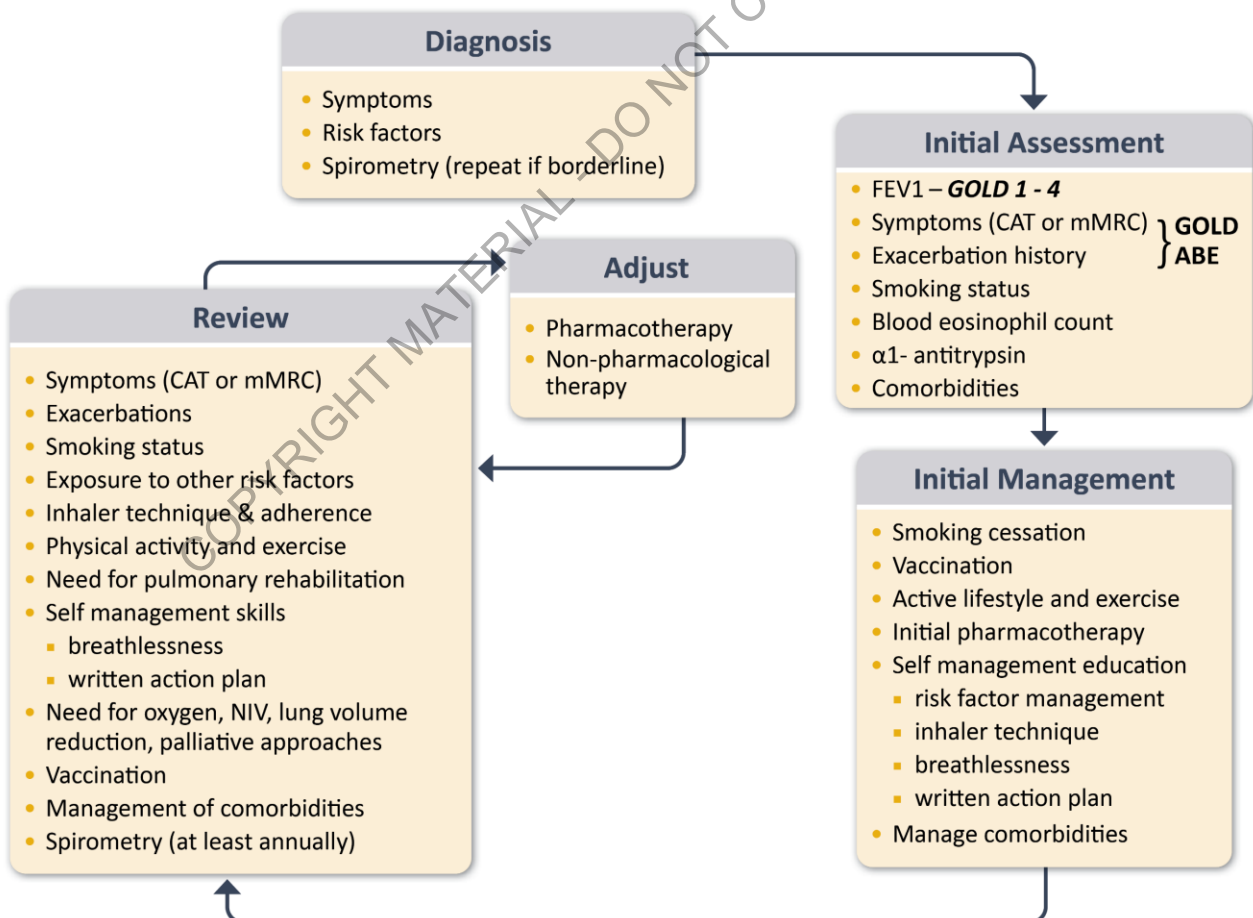 Diagnosis
• Symptoms
• Risk factors
• Spirometry (repeat if borderline)
Initial Assessment
• FEV1 – GOLD 1 - 4
• Symptoms (CAT or mMRC) } GOLD
• Exacerbation history ABE
• Smoking status
• Blood eosinophil count
• α1- antitrypsin
• Comorbidities
Initial Management
• Smoking cessation
• Vaccination
• Active lifestyle and exercise
• Initial pharmacotherapy
• Self management education
▪ risk factor management
▪ inhaler technique
▪ breathlessness
▪ written action plan
• Manage comorbidities
Review
• Symptoms (CAT or mMRC)
• Exacerbations
• Smoking status
• Exposure to other risk factors
• Inhaler technique & adherence
• Physical activity and exercise
• Need for pulmonary rehabilitation
• Self management skills
▪ breathlessness
▪ written action plan
• Need for oxygen, NIV, lung volume
reduction, palliative approaches
• Vaccination
• Management of comorbidities
• Spirometry (at least annually)
Adjust
• Pharmacotherapy
• Non-pharmacological
therapy
COPYRIGHT MATERIAL - DO NOT